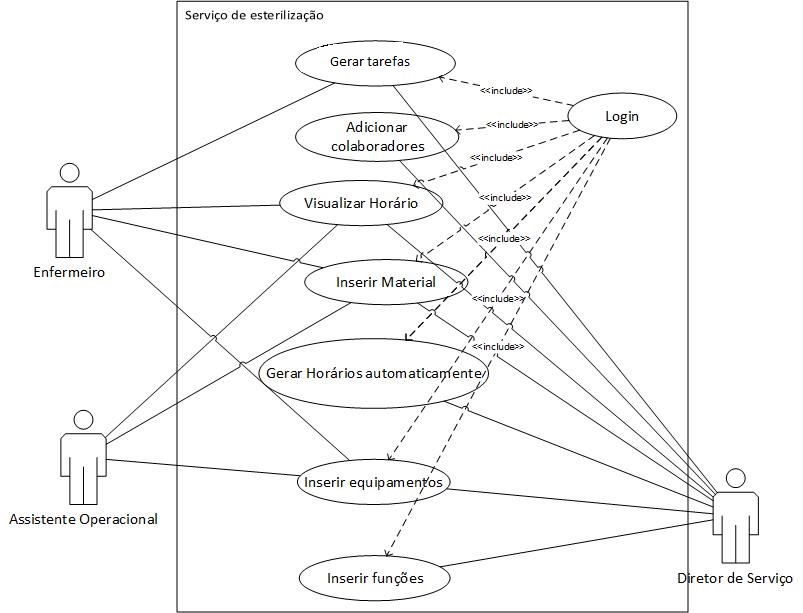 Serviço de esterilização
Gerar tarefas
<<include>>
Login
Adicionar
colaboradores
<<include>>
<<include>>
Visualizar Horário
<<include>>
<<include>>
Enfermeiro
Inserir Material
<<include>>
<<include>>
Gerar Horários automaticamente
Inserir equipamentos
Assistente Operacional
Inserir funções
Diretor de Serviço